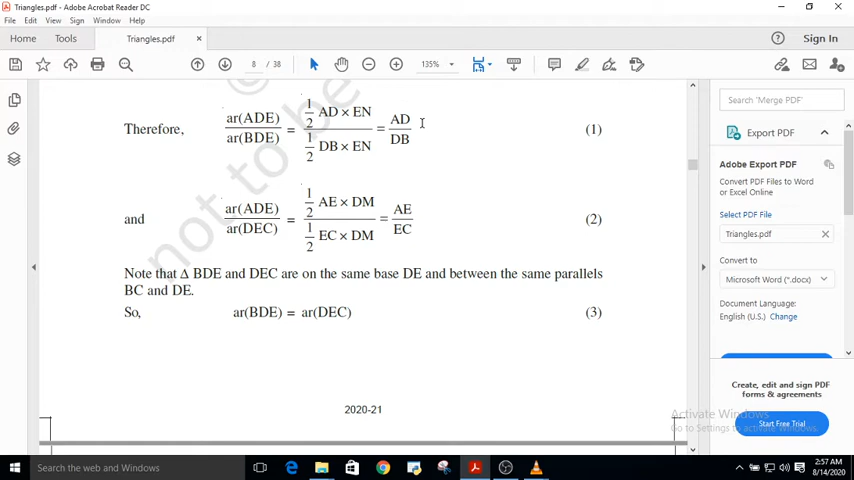 Triangles.pdf - Adobe Acrobat Reader DC
File Edit View Sign Window Help
Home Tools Triangles.pdf × Sign In
8 / 38 135%
not to be
Therefore, ar(ADE)/ar(BDE) = (1/2 AD × EN)/(1/2 DB × EN) = AD/DB (1)
and ar(ADE)/ar(DEC) = (1/2 AE × DM)/(1/2 EC × DM) = AE/EC (2)
Note that Δ BDE and DEC are on the same base DE and between the same parallels
BC and DE.
So, ar(BDE) = ar(DEC) (3)
2020-21
Search 'Merge PDF'
Export PDF
Adobe Export PDF
Convert PDF Files to Word
or Excel Online
Select PDF File
Triangles.pdf
Convert to
Microsoft Word (*.docx)
Document Language:
English (U.S.) Change
Create, edit and sign PDF
forms & agreements
Start Free Trial
Activate Windows
Go to Settings to activate Windows.
Search the web and Windows
2:57 AM
8/14/2020